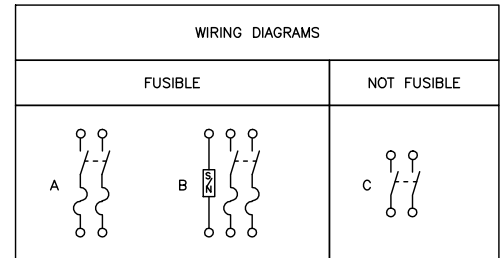 WIRING DIAGRAMS
FUSIBLE
NOT FUSIBLE
A
B
S/N
C